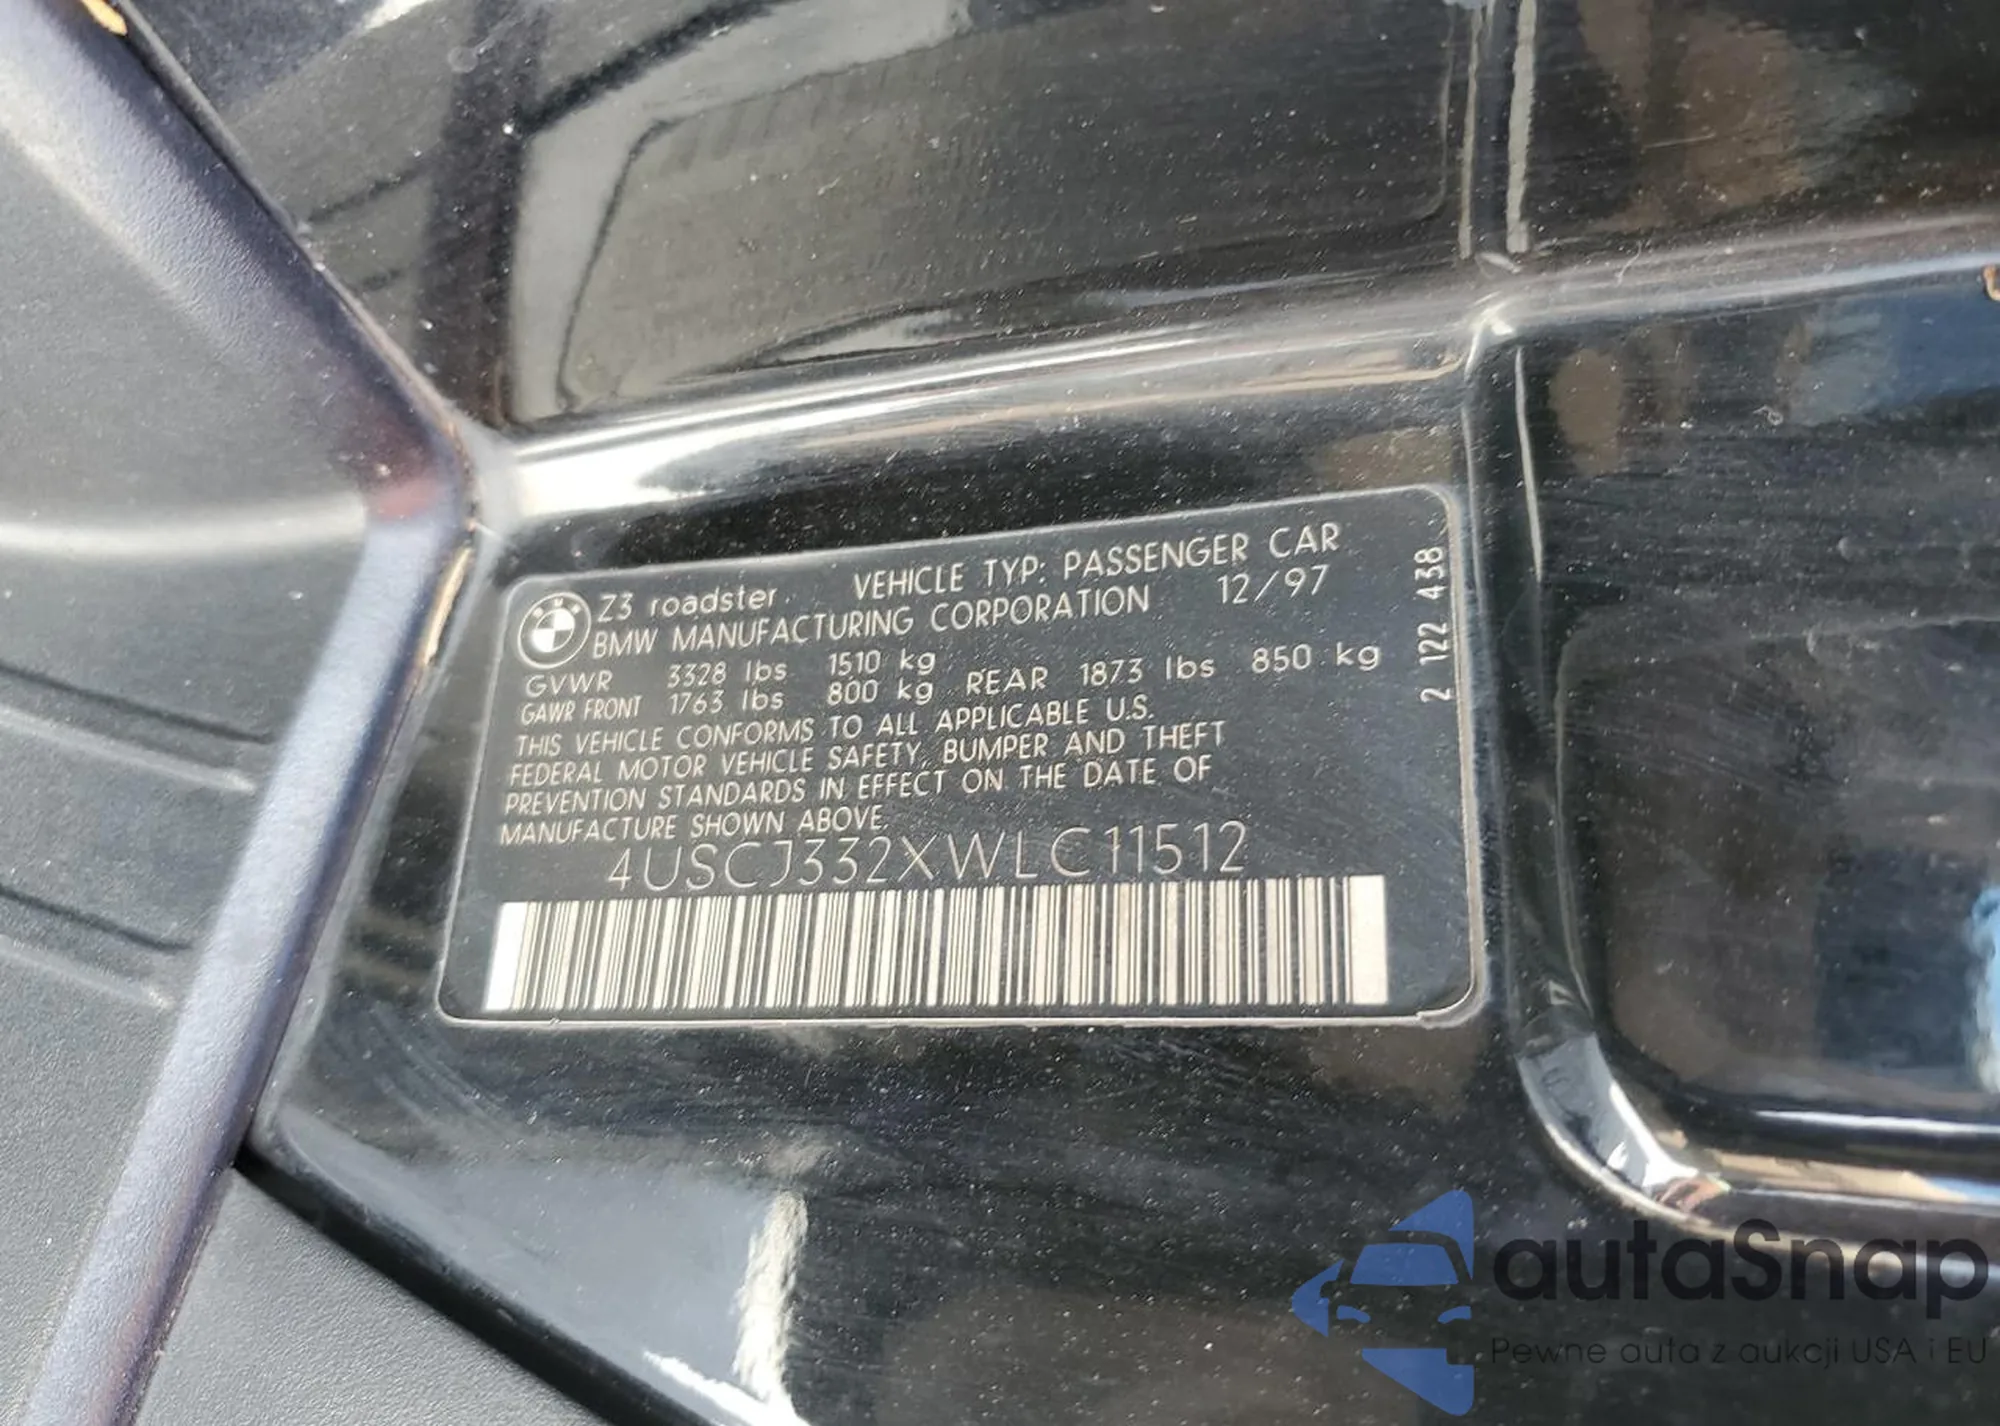 Z3 roadster. VEHICLE TYP: PASSENGER CAR
BMW MANUFACTURING CORPORATION 12/97
GVWR 3328 lbs 1510 kg
GAWR FRONT 1763 lbs 800 kg REAR 1873 lbs 850 kg
THIS VEHICLE CONFORMS TO ALL APPLICABLE U.S.
FEDERAL MOTOR VEHICLE SAFETY, BUMPER AND THEFT
PREVENTION STANDARDS IN EFFECT ON THE DATE OF
MANUFACTURE SHOWN ABOVE.
4USCJ332XWLC11512
2 122 438
autaSnap
Pewne auta z aukcji USA i EU